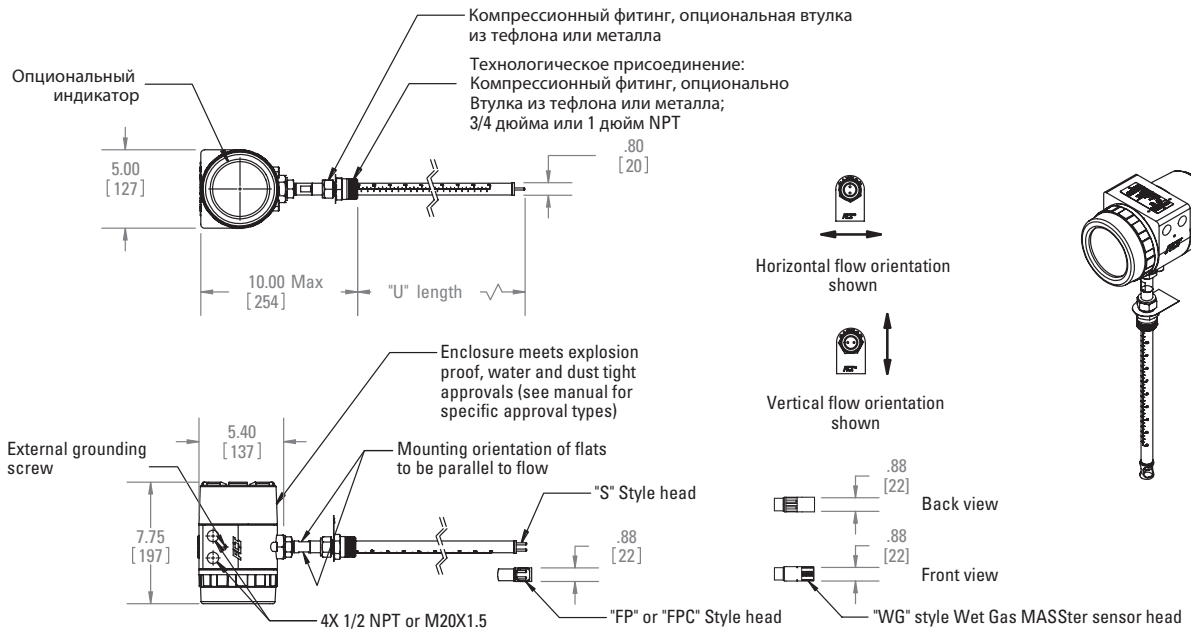 Компрессионный фитинг, опциональная втулка
из тефлона или металла
Технологическое присоединение:
Компрессионный фитинг, опционально
Втулка из тефлона или металла;
3/4 дюйма или 1 дюйм NPT
Опциональный
индикатор
5.00
[127]
.80
[20]
10.00 Max
[254]
"U" length
Horizontal flow orientation
shown
Vertical flow orientation
shown
Enclosure meets explosion
proof, water and dust tight
approvals (see manual for
specific approval types)
External grounding
screw
5.40
[137]
Mounting orientation of flats
to be parallel to flow
"S" Style head
7.75
[197]
.88
[22]
"FP" or "FPC" Style head
4X 1/2 NPT or M20X1.5
.88
[22]
Back view
.88
[22]
Front view
"WG" style Wet Gas MASSter sensor head